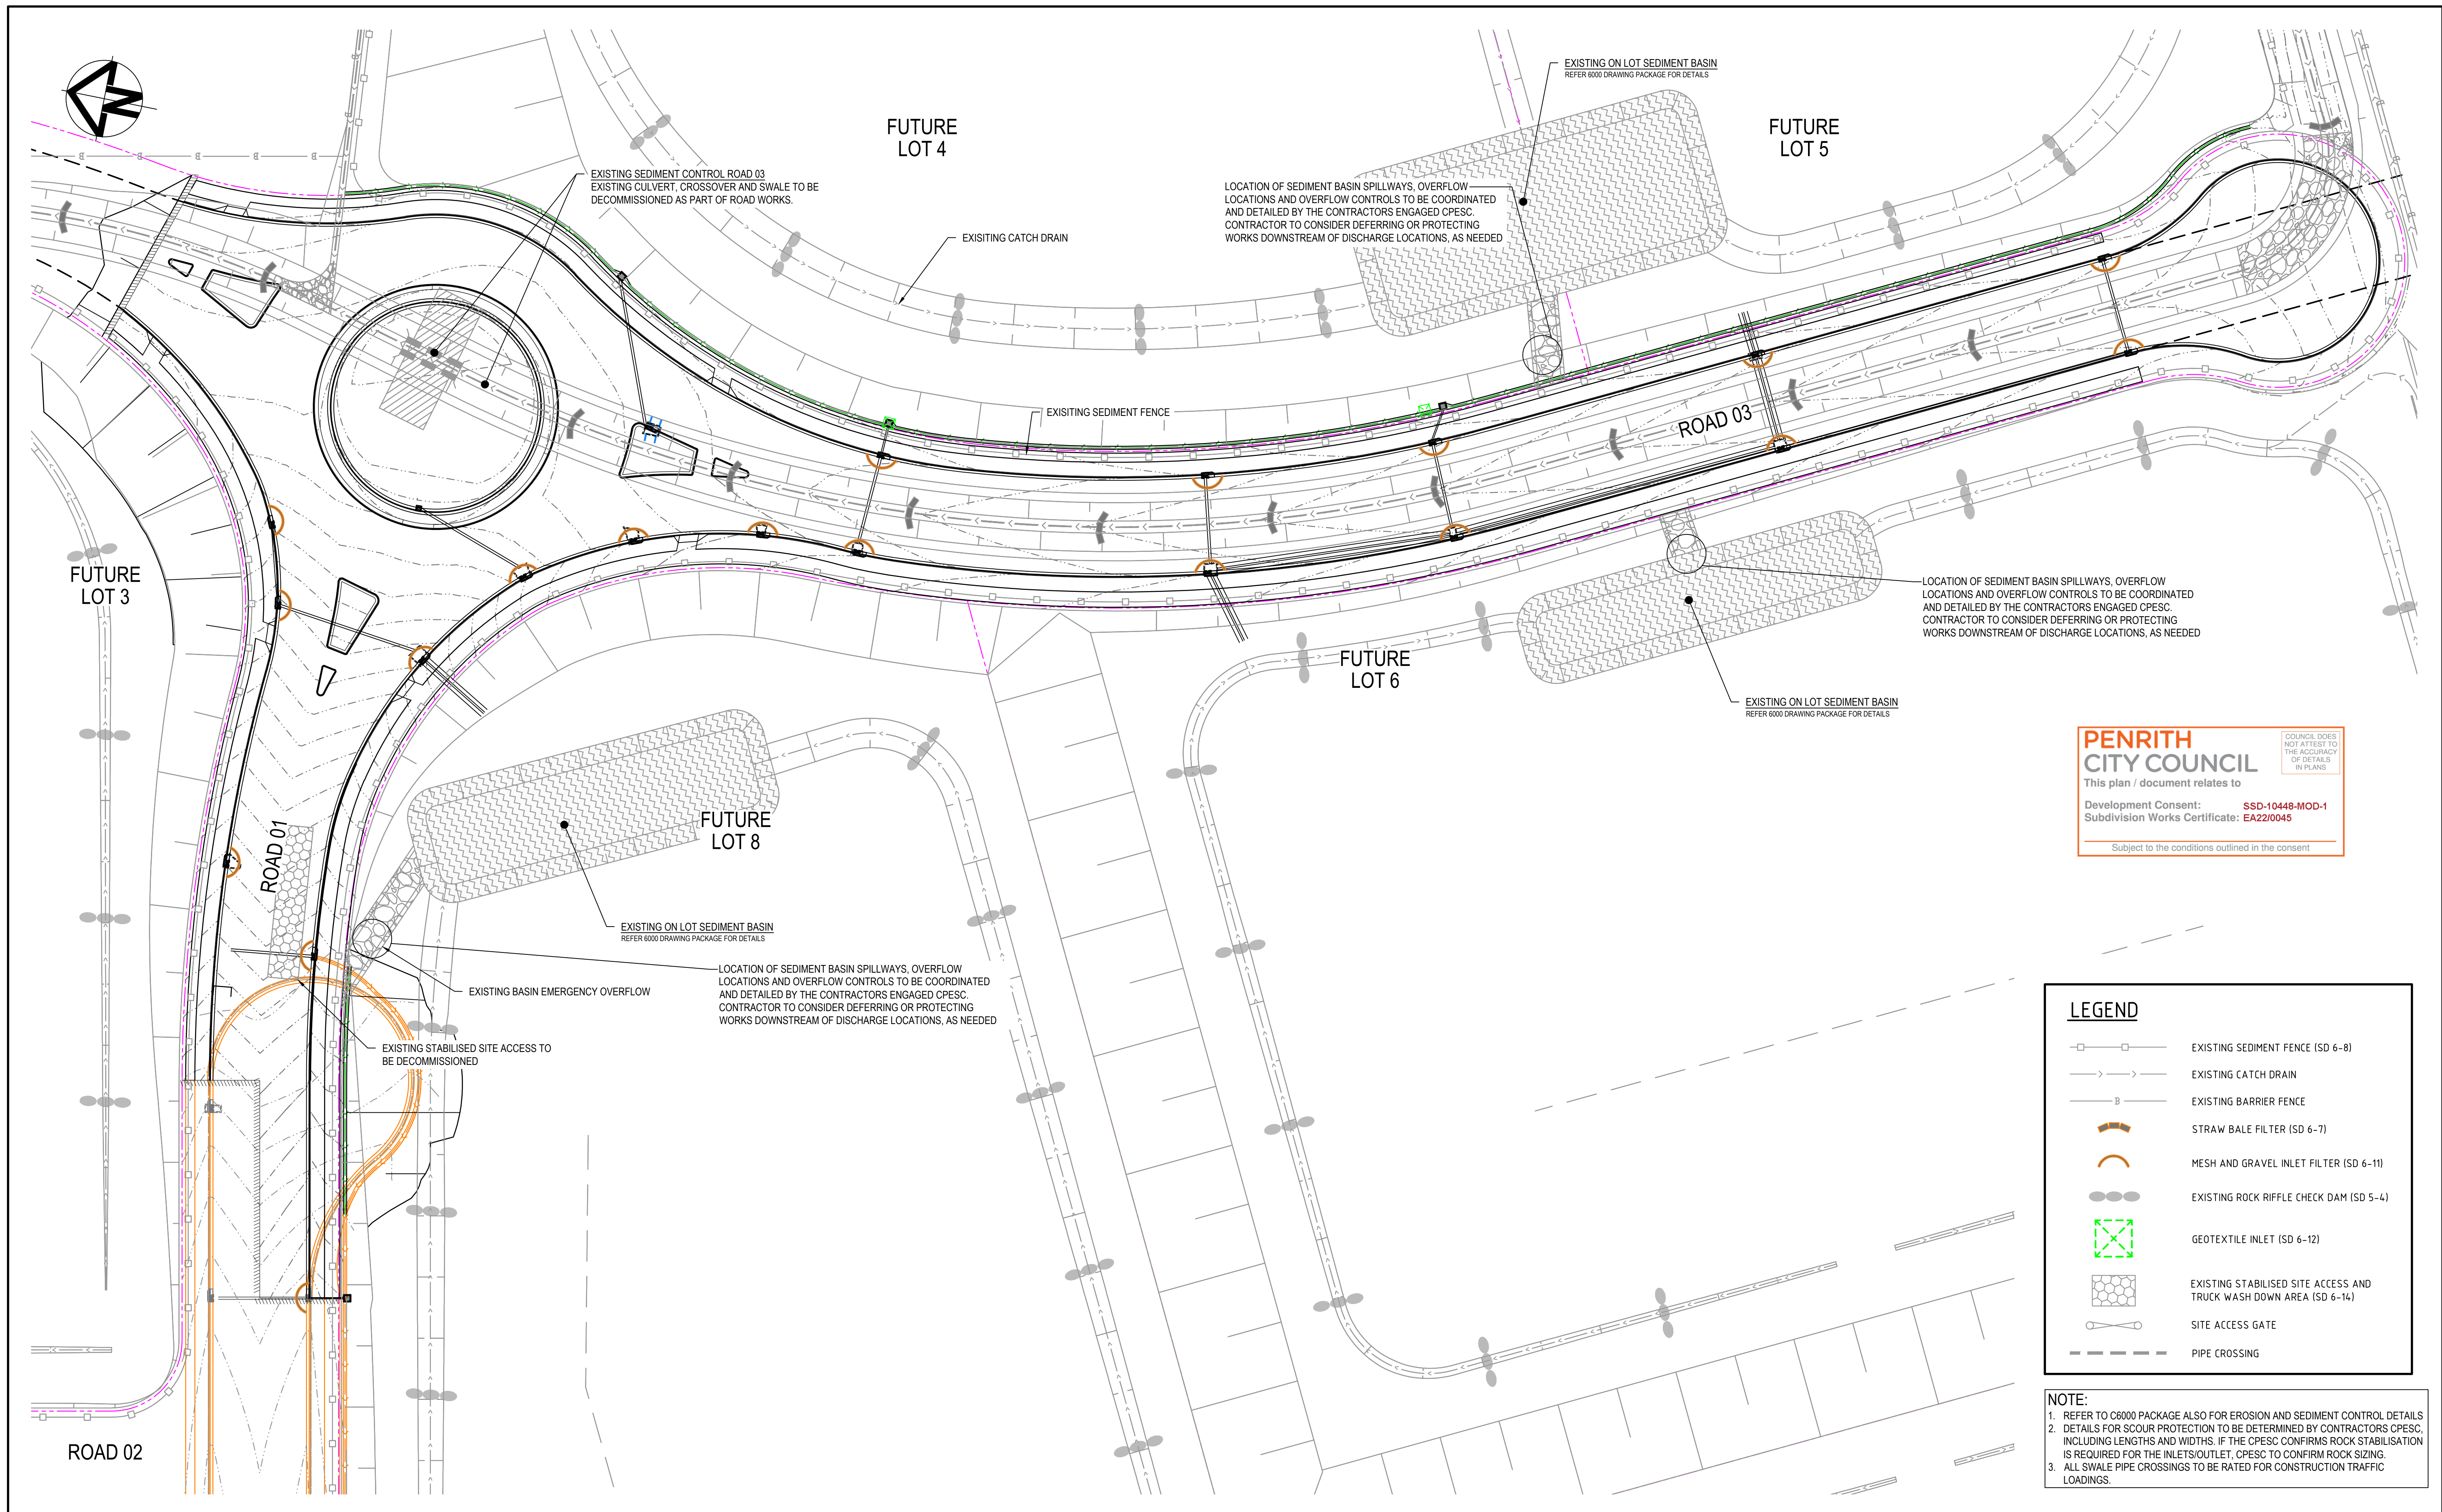 N
EXISTING ON LOT SEDIMENT BASIN
REFER 6000 DRAWING PACKAGE FOR DETAILS
FUTURE
LOT 4
FUTURE
LOT 5
EXISTING SEDIMENT CONTROL ROAD 03
EXISTING CULVERT, CROSSOVER AND SWALE TO BE
DECOMMISSIONED AS PART OF ROAD WORKS.
LOCATION OF SEDIMENT BASIN SPILLWAYS, OVERFLOW
LOCATIONS AND OVERFLOW CONTROLS TO BE COORDINATED
AND DETAILED BY THE CONTRACTORS ENGAGED CPESC.
CONTRACTOR TO CONSIDER DEFERRING OR PROTECTING
WORKS DOWNSTREAM OF DISCHARGE LOCATIONS, AS NEEDED
EXISITING CATCH DRAIN
EXISITING SEDIMENT FENCE
ROAD 03
FUTURE
LOT 3
LOCATION OF SEDIMENT BASIN SPILLWAYS, OVERFLOW
LOCATIONS AND OVERFLOW CONTROLS TO BE COORDINATED
AND DETAILED BY THE CONTRACTORS ENGAGED CPESC.
CONTRACTOR TO CONSIDER DEFERRING OR PROTECTING
WORKS DOWNSTREAM OF DISCHARGE LOCATIONS, AS NEEDED
FUTURE
LOT 6
EXISTING ON LOT SEDIMENT BASIN
REFER 6000 DRAWING PACKAGE FOR DETAILS
PENRITH
CITY COUNCIL
COUNCIL DOES
NOT ATTEST TO
THE ACCURACY
OF DETAILS
IN PLANS
This plan / document relates to
Development Consent: SSD-10448-MOD-1
Subdivision Works Certificate: EA22/0045
Subject to the conditions outlined in the consent
FUTURE
LOT 8
ROAD 01
EXISTING ON LOT SEDIMENT BASIN
REFER 6000 DRAWING PACKAGE FOR DETAILS
LOCATION OF SEDIMENT BASIN SPILLWAYS, OVERFLOW
LOCATIONS AND OVERFLOW CONTROLS TO BE COORDINATED
AND DETAILED BY THE CONTRACTORS ENGAGED CPESC.
CONTRACTOR TO CONSIDER DEFERRING OR PROTECTING
WORKS DOWNSTREAM OF DISCHARGE LOCATIONS, AS NEEDED
EXISTING BASIN EMERGENCY OVERFLOW
EXISTING STABILISED SITE ACCESS TO
BE DECOMMISSIONED
ROAD 02
LEGEND
EXISTING SEDIMENT FENCE (SD 6-8)
EXISTING CATCH DRAIN
B
EXISTING BARRIER FENCE
STRAW BALE FILTER (SD 6-7)
MESH AND GRAVEL INLET FILTER (SD 6-11)
EXISTING ROCK RIFFLE CHECK DAM (SD 5-4)
GEOTEXTILE INLET (SD 6-12)
EXISTING STABILISED SITE ACCESS AND
TRUCK WASH DOWN AREA (SD 6-14)
SITE ACCESS GATE
PIPE CROSSING
NOTE:
1. REFER TO C6000 PACKAGE ALSO FOR EROSION AND SEDIMENT CONTROL DETAILS
2. DETAILS FOR SCOUR PROTECTION TO BE DETERMINED BY CONTRACTORS CPESC,
INCLUDING LENGTHS AND WIDTHS. IF THE CPESC CONFIRMS ROCK STABILISATION
IS REQUIRED FOR THE INLETS/OUTLET, CPESC TO CONFIRM ROCK SIZING.
3. ALL SWALE PIPE CROSSINGS TO BE RATED FOR CONSTRUCTION TRAFFIC
LOADINGS.